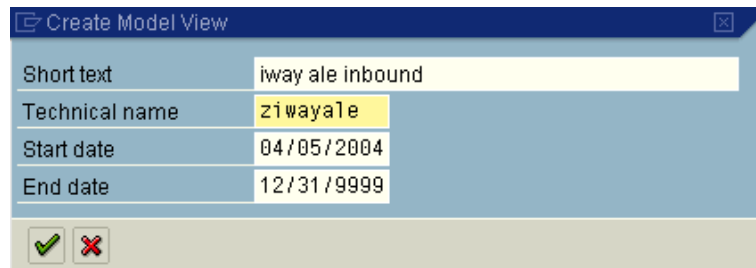 Create Model View
Short text iway ale inbound
Technical name ziwayale
Start date 04/05/2004
End date 12/31/9999